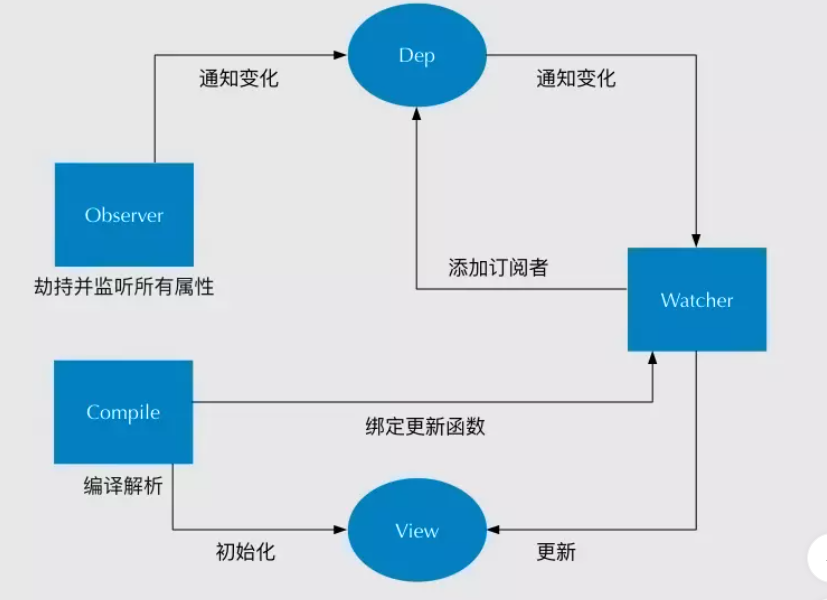 Dep
通知变化
通知变化
Observer
劫持并监听所有属性
添加订阅者
Watcher
Compile
绑定更新函数
编译解析
View
初始化
更新